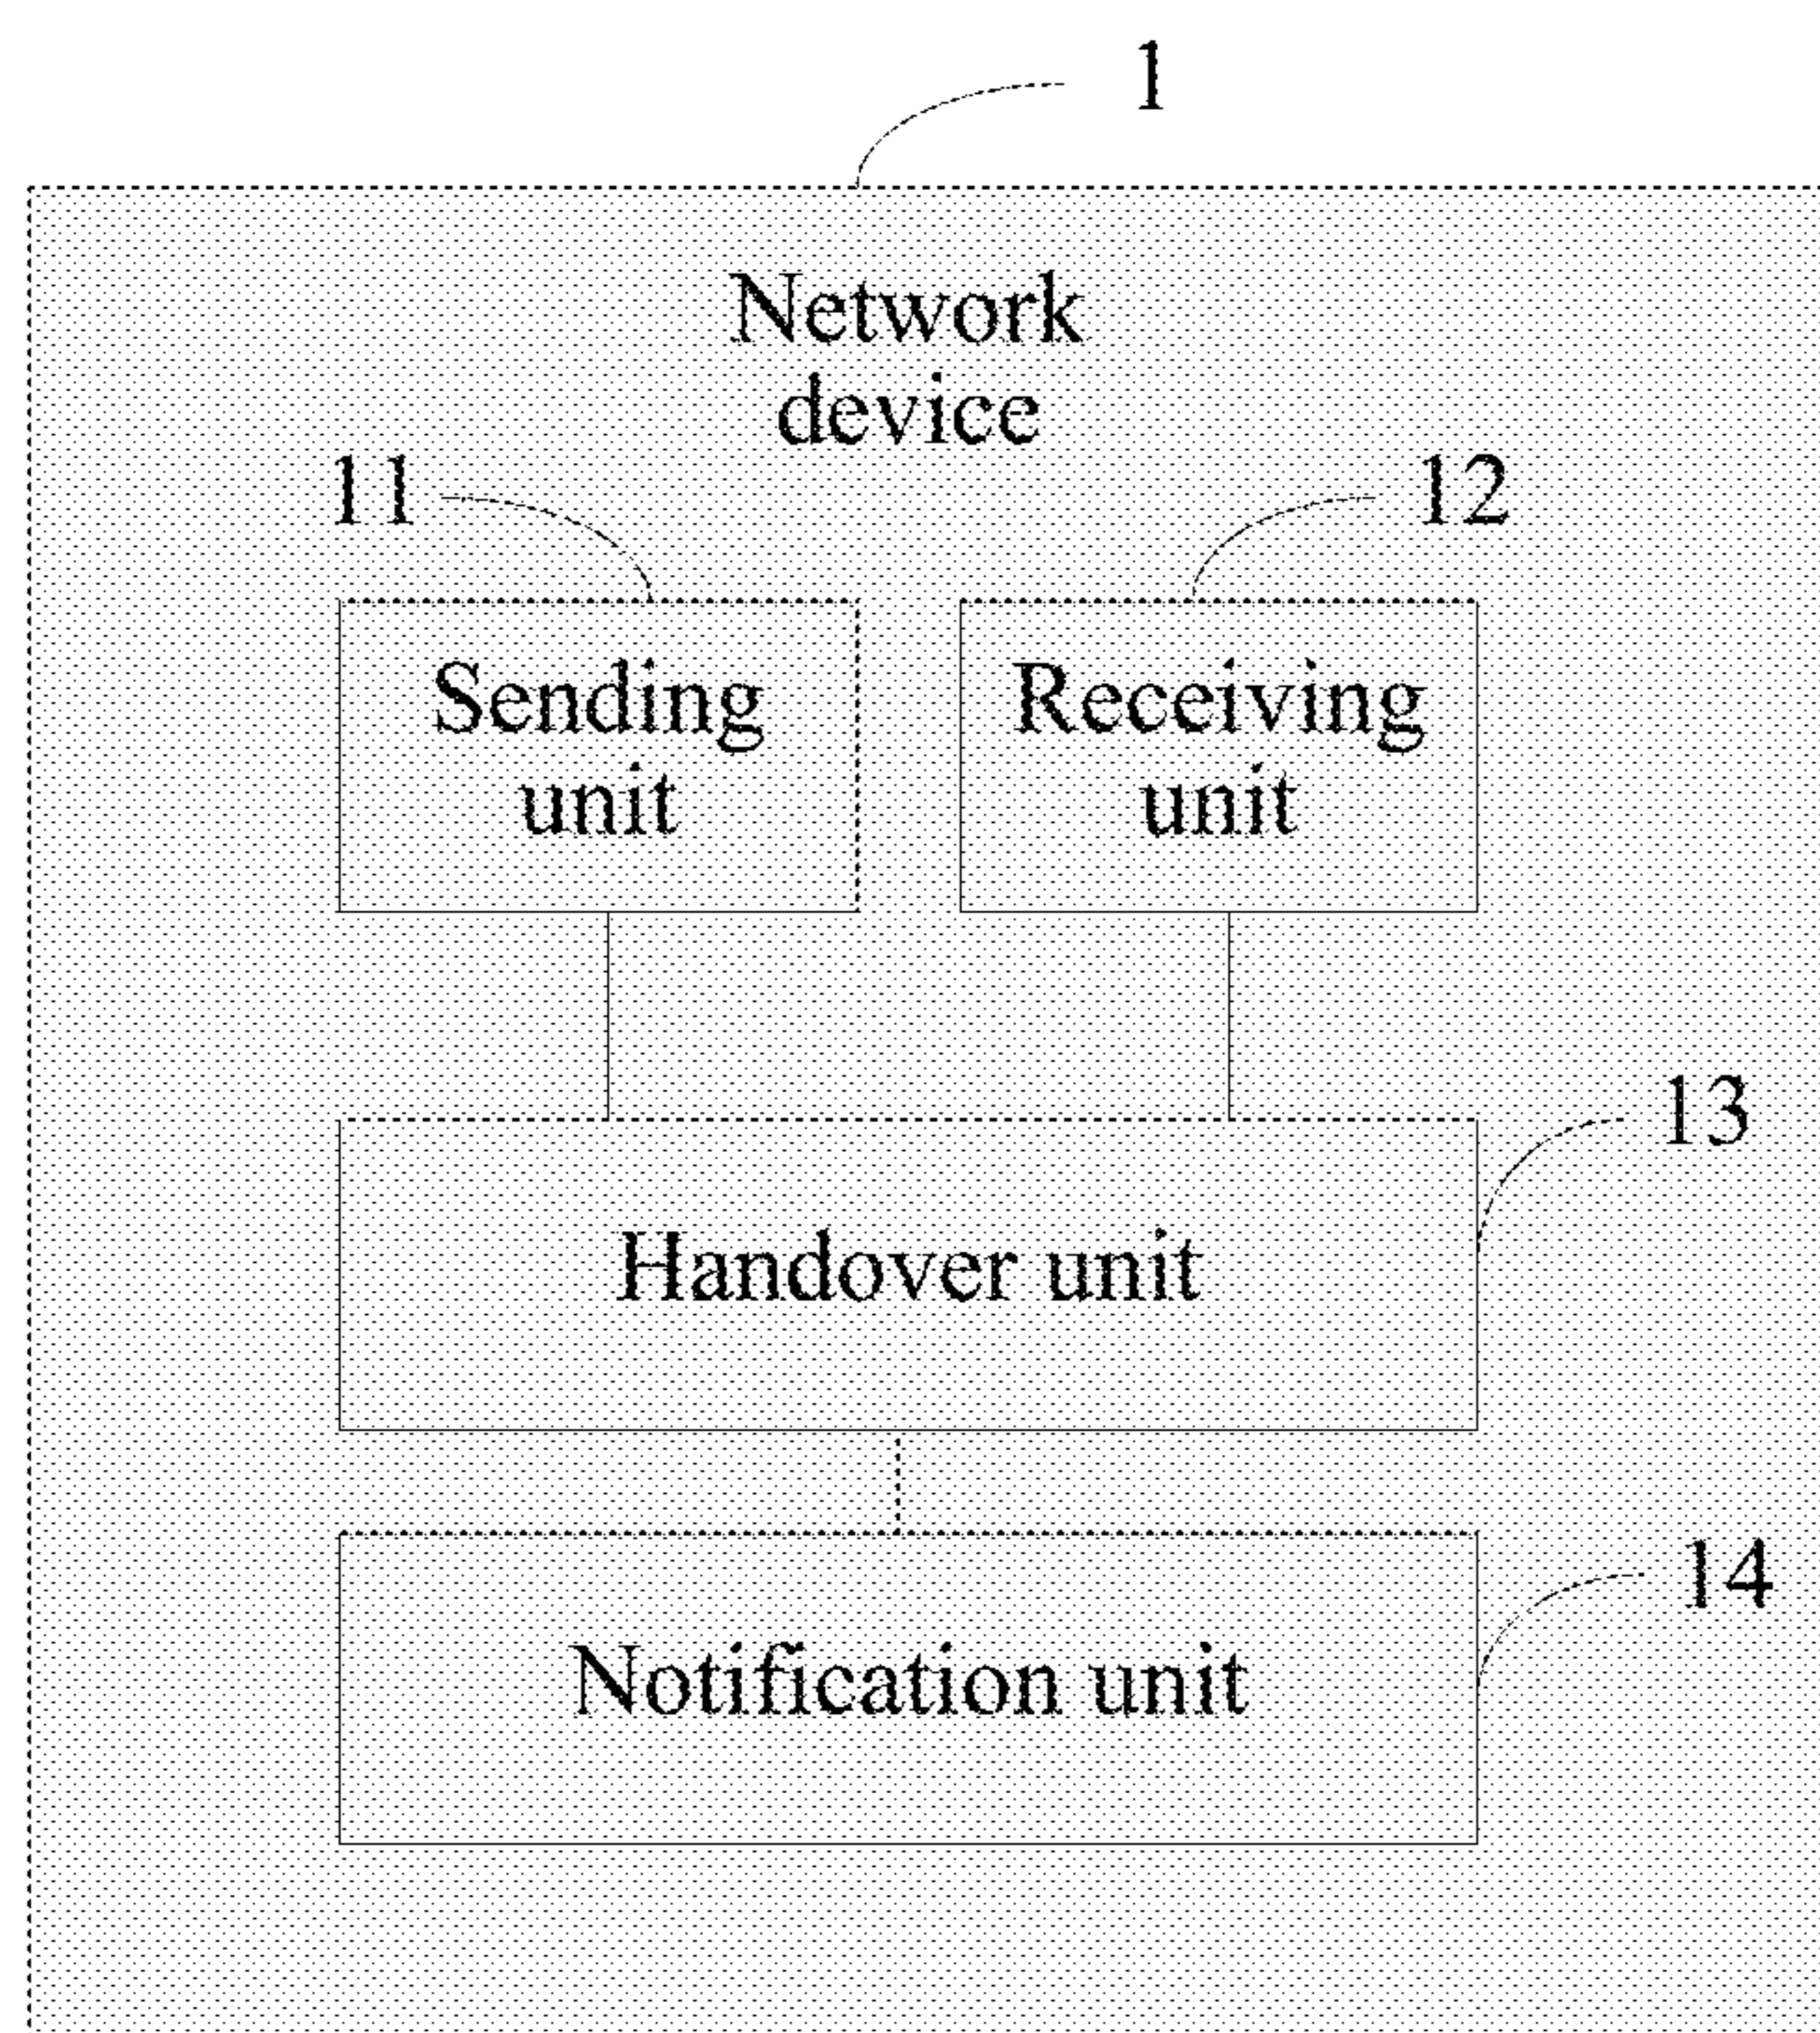 1
Network
device
11
12
Sending
unit
Receiving
unit
13
Handover unit
14
Notification unit